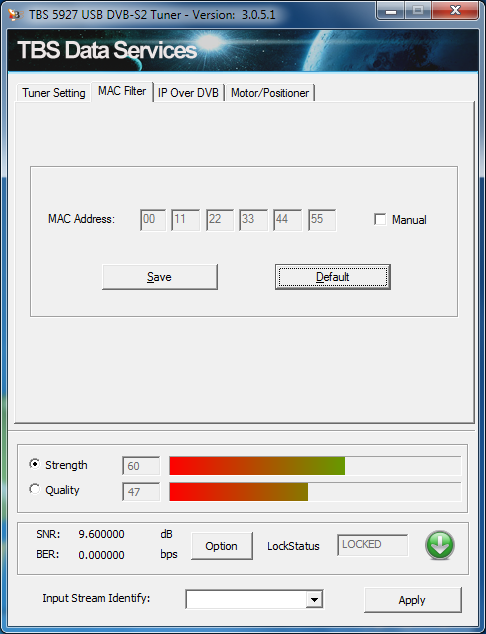 TBS 5927 USB DVB-S2 Tuner - Version: 3.0.5.1
TBS Data Services
Tuner Setting MAC Filter IP Over DVB Motor/Positioner
MAC Address: 00 11 22 33 44 55 Manual
Save Default
Strength 60
Quality 47
SNR: 9.600000 dB
BER: 0.000000 bps
Option LockStatus LOCKED
Input Stream Identify: Apply